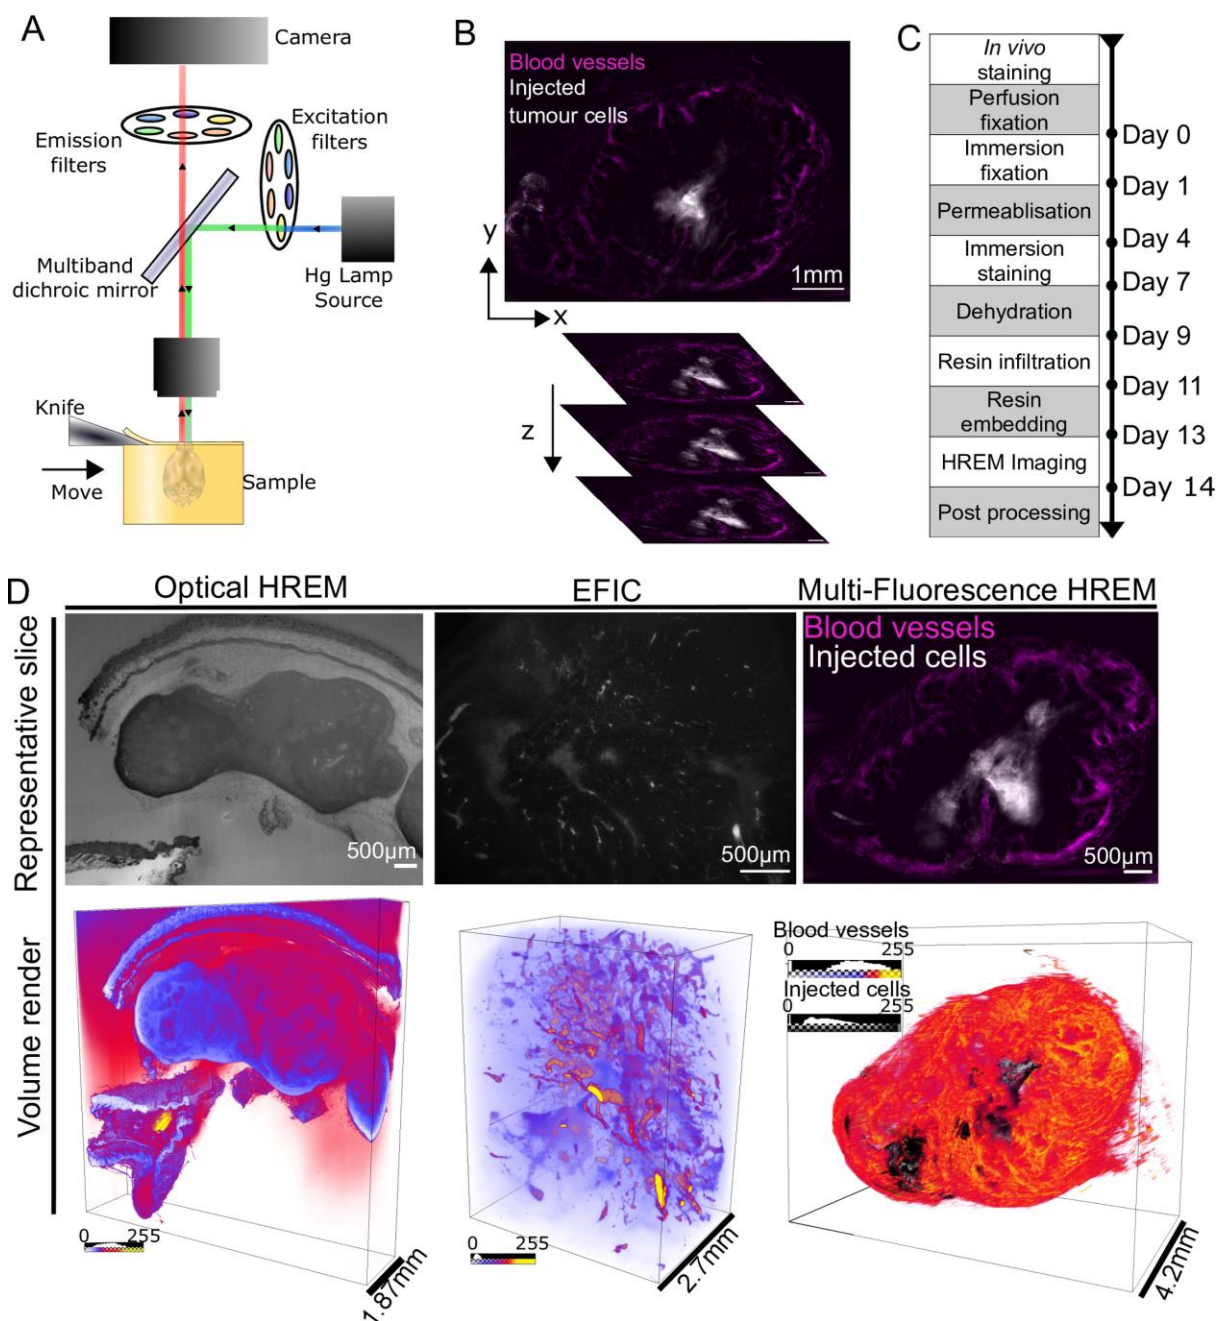 A
Camera
Emission
filters
Excitation
filters
Multiband
dichroic mirror
Hg Lamp
Source
Knife
Move
Sample
B
Blood vessels
Injected
tumour cells
1mm
y
x
z
C
In vivo
staining
Perfusion
fixation
Day 0
Immersion
fixation
Day 1
Permeablisation
Day 4
Immersion
staining
Day 7
Dehydration
Day 9
Resin infiltration
Day 11
Resin
embedding
Day 13
HREM Imaging
Day 14
Post processing
D
Optical HREM
EFIC
Multi-Fluorescence HREM
Representative slice
500µm
500µm
Blood vessels
Injected cells
500µm
Volume render
0 255
1.87mm
0 255
2.7mm
Blood vessels
0 255
Injected cells
0 255
4.2mm